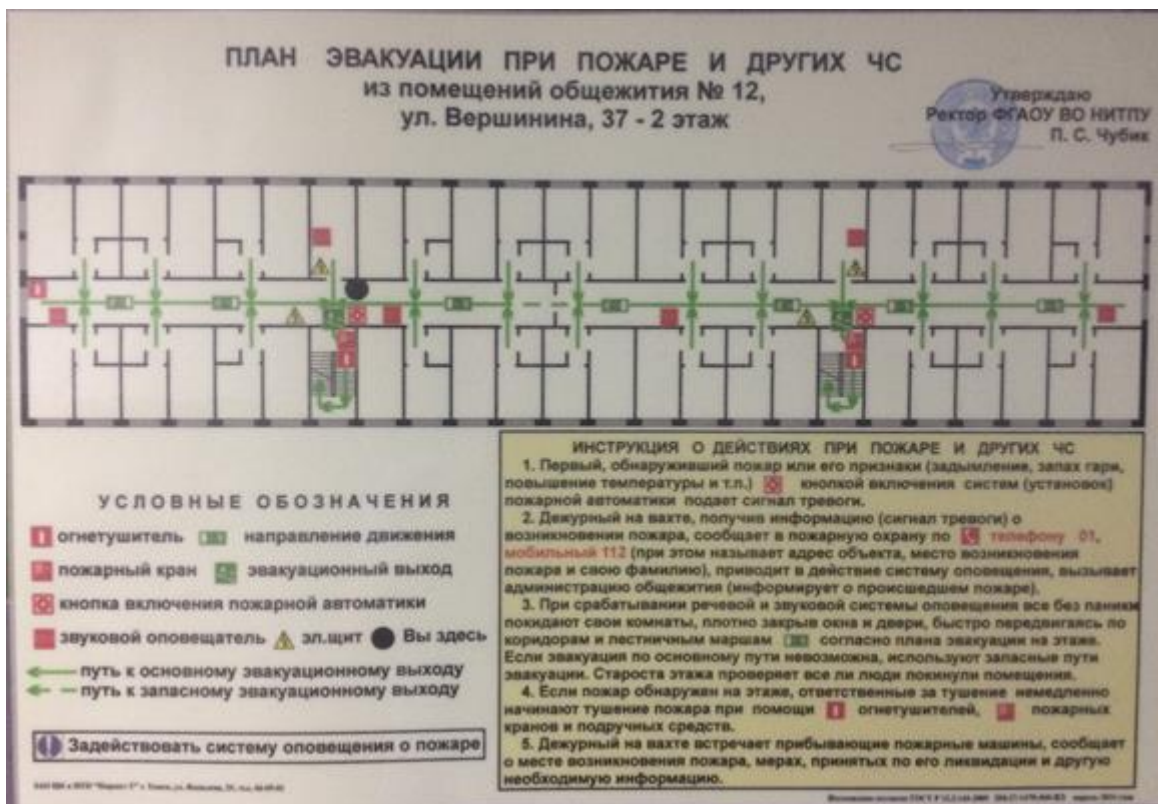 ПЛАН ЭВАКУАЦИИ ПРИ ПОЖАРЕ И ДРУГИХ ЧС
из помещений общежития № 12,
ул. Вершинина, 37 - 2 этаж
Утверждаю
Ректор ФГАОУ ВО НИТПУ
П. С. Чубик
УСЛОВНЫЕ ОБОЗНАЧЕНИЯ
огнетушитель направление движения
пожарный кран эвакуационный выход
кнопка включения пожарной автоматики
звуковой оповещатель эл.щит Вы здесь
путь к основному эвакуационному выходу
путь к запасному эвакуационному выходу
Задействовать систему оповещения о пожаре
ИНСТРУКЦИЯ О ДЕЙСТВИЯХ ПРИ ПОЖАРЕ И ДРУГИХ ЧС
1. Первый, обнаруживший пожар или его признаки (задымление, запах гари,
повышение температуры и т.п.) кнопкой включения систем (установок)
пожарной автоматики подает сигнал тревоги.
2. Дежурный на вахте, получив информацию (сигнал тревоги) о
возникновении пожара, сообщает в пожарную охрану по телефону 01,
мобильный 112 (при этом называет адрес объекта, место возникновения
пожара и свою фамилию), приводит в действие систему оповещения, вызывает
администрацию общежития (информирует о происшедшем пожаре).
3. При срабатывании речевой и звуковой системы оповещения все без паники
покидают свои комнаты, плотно закрыв окна и двери, быстро передвигаясь по
коридорам и лестничным маршам согласно плана эвакуации на этаже.
Если эвакуация по основному пути невозможна, используют запасные пути
эвакуации. Староста этажа проверяет все ли люди покинули помещения.
4. Если пожар обнаружен на этаже, ответственные за тушение немедленно
начинают тушение пожара при помощи огнетушителей, пожарных
кранов и подручных средств.
5. Дежурный на вахте встречает прибывающие пожарные машины, сообщает
о месте возникновения пожара, мерах, принятых по его ликвидации и другую
необходимую информацию.